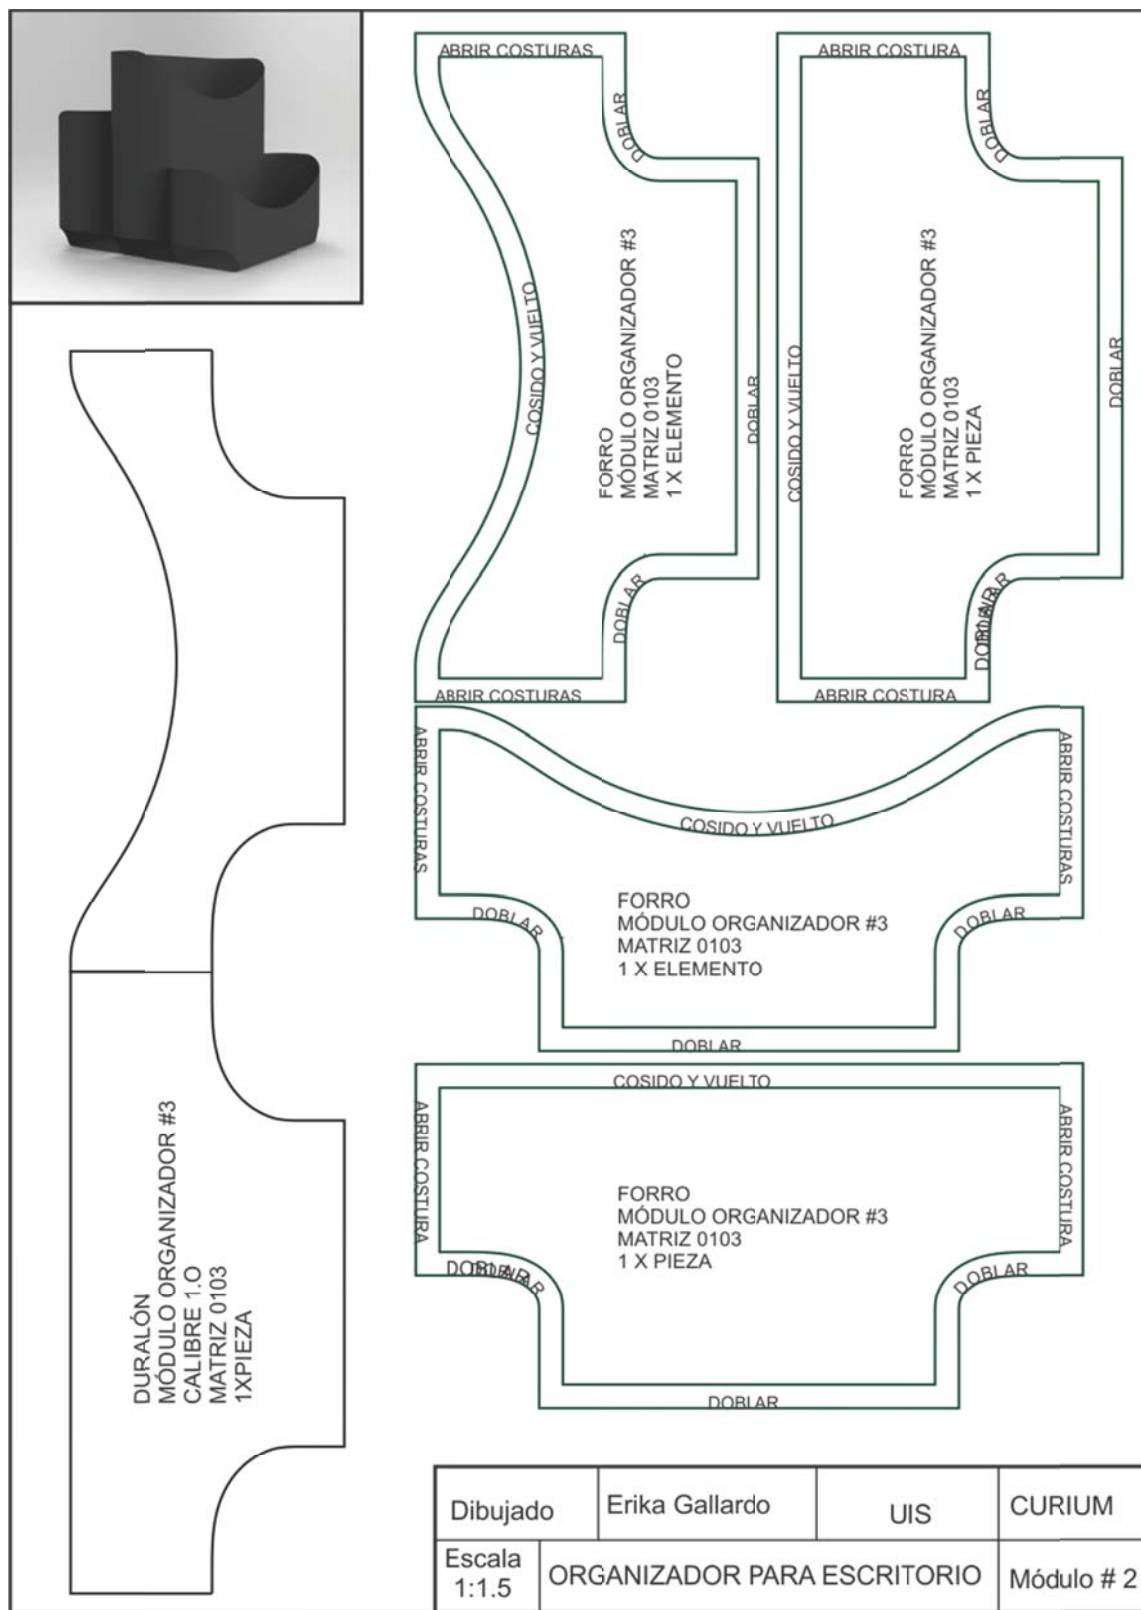 ABRIR COSTURAS
DOBLAR
COSIDO Y VUELTO
FORRO
MÓDULO ORGANIZADOR #3
MATRIZ 0103
1 X ELEMENTO
DOBLAR
DOBLAR
ABRIR COSTURAS
ABRIR COSTURA
DOBLAR
COSIDO Y VUELTO
FORRO
MÓDULO ORGANIZADOR #3
MATRIZ 0103
1 X PIEZA
DOBLAR
DOBLAR
ABRIR COSTURA
ABRIR COSTURAS
COSIDO Y VUELTO
ABRIR COSTURAS
FORRO
MÓDULO ORGANIZADOR #3
MATRIZ 0103
1 X ELEMENTO
DOBLAR
DOBLAR
DOBLAR
COSIDO Y VUELTO
ABRIR COSTURA
ABRIR COSTURA
FORRO
MÓDULO ORGANIZADOR #3
MATRIZ 0103
1 X PIEZA
DOBLAR
DOBLAR
DOBLAR
DURALÓN
MÓDULO ORGANIZADOR #3
CALIBRE 1.O
MATRIZ 0103
1XPIEZA
Dibujado
Erika Gallardo
UIS
CURIUM
Escala
1:1.5
ORGANIZADOR PARA ESCRITORIO
Módulo # 2